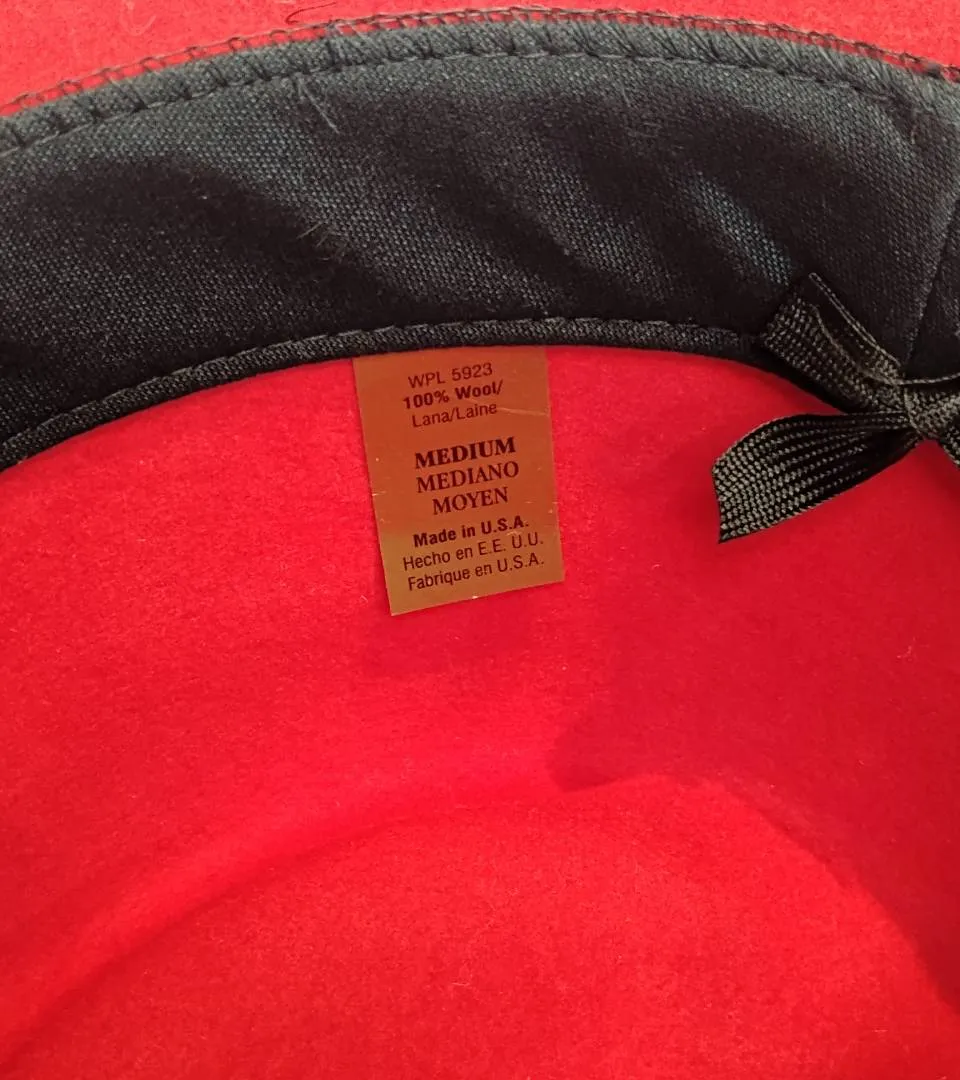 WPL 5923
100% Wool/
Lana/Laine
MEDIUM
MEDIANO
MOYEN
Made in U.S.A.
Hecho en E.E. U.U.
Fabrique en U.S.A.